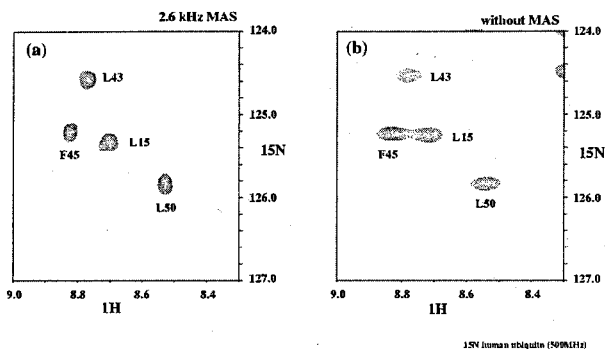 2.6 kHz MAS
without MAS
(a)
124.0
L43
125.0
F45
L15
15N
126.0
L50
127.0
9.0 8.8 8.6 8.4
1H
(b)
124.0
L43
125.0
F45
L15
15N
126.0
L50
127.0
9.0 8.8 8.6 8.4
1H
15N human ubiquitin (500MHz)